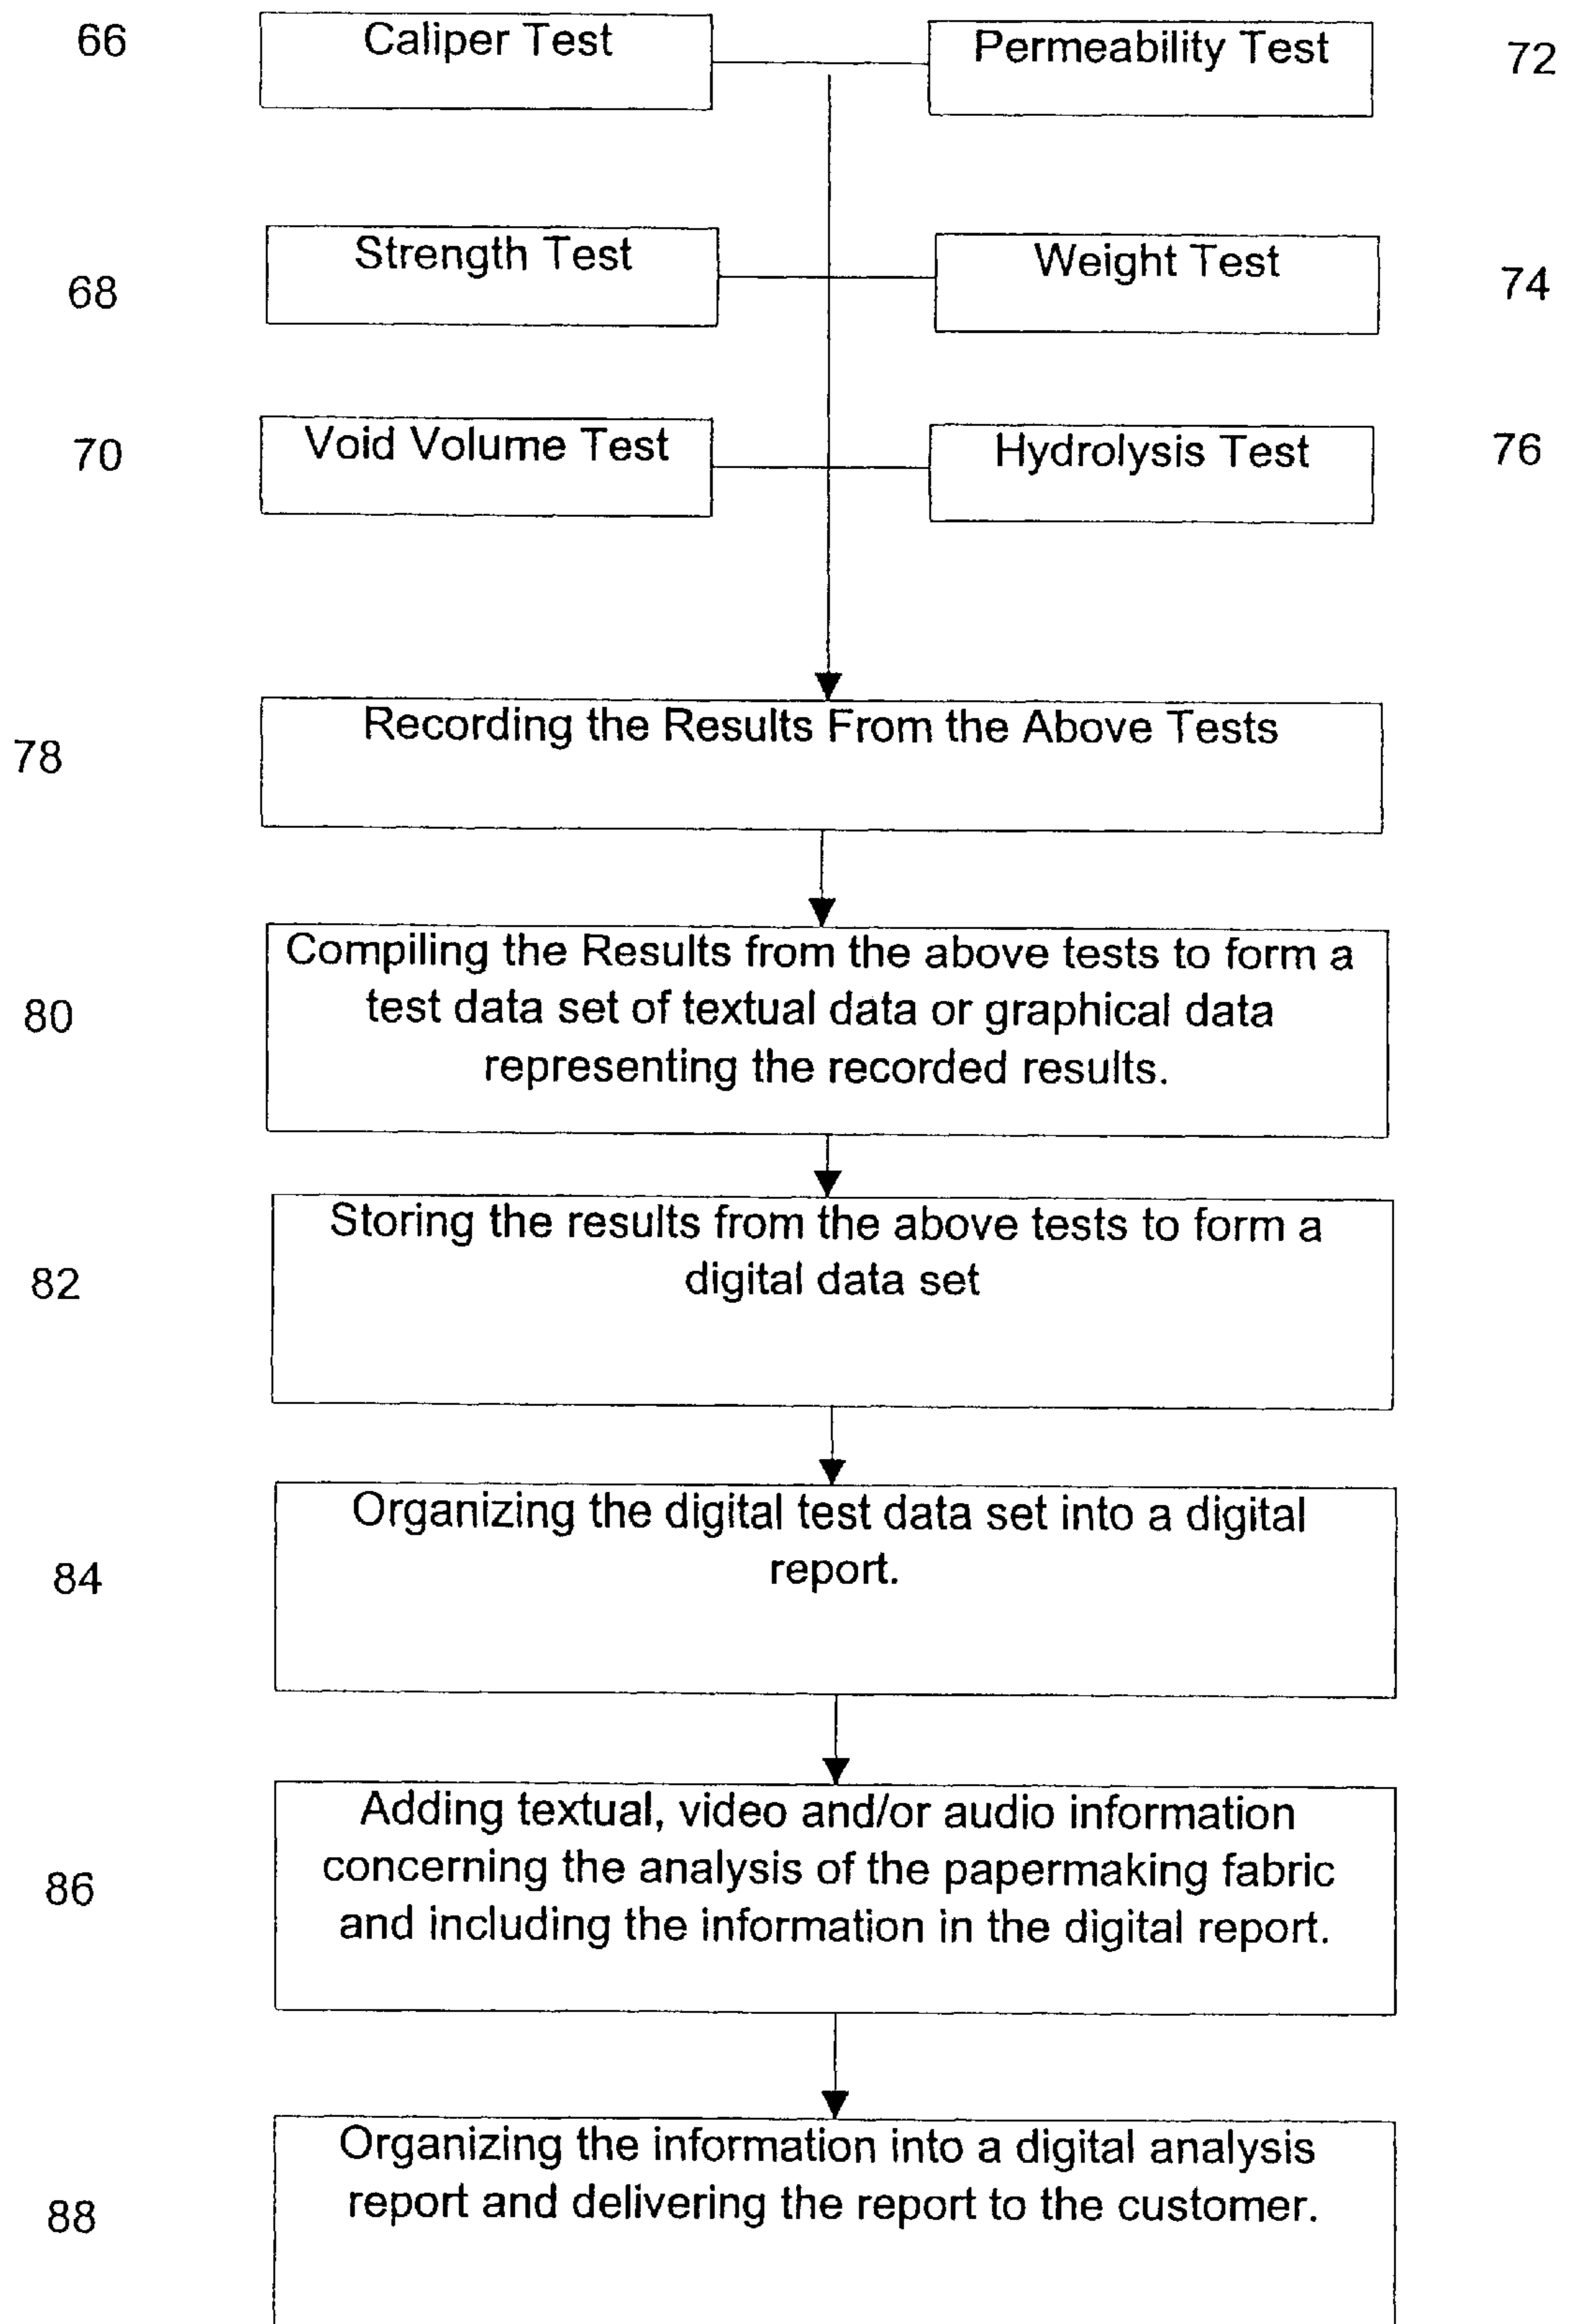 66
Caliper Test
Permeability Test
72
68
Strength Test
Weight Test
74
70
Void Volume Test
Hydrolysis Test
76
78
Recording the Results From the Above Tests
80
Compiling the Results from the above tests to form a
test data set of textual data or graphical data
representing the recorded results.
82
Storing the results from the above tests to form a
digital data set
84
Organizing the digital test data set into a digital
report.
86
Adding textual, video and/or audio information
concerning the analysis of the papermaking fabric
and including the information in the digital report.
88
Organizing the information into a digital analysis
report and delivering the report to the customer.